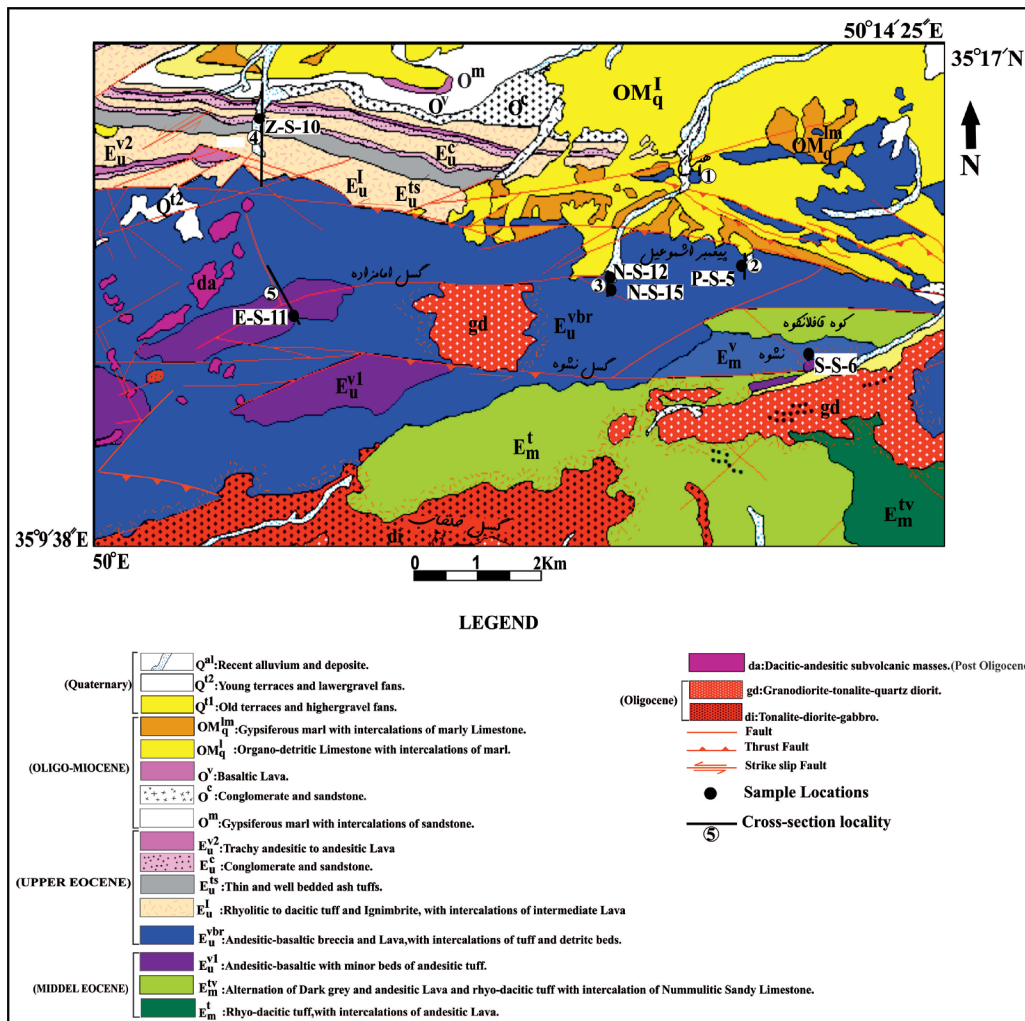 50°14′25″E
35°17′N
N
O^m
OM_q^l
O^v
O^c
lm
OM_q
Z-S-10
4
E_u^v2
E_u^c
1
E_u^l
E_u^ts
O^t2
پیغمبر اشموعیل
گسل امامزاده
N-S-12
P-S-5
2
da
5
3
N-S-15
E-S-11
gd
E_u^vbr
کوه قافلانشوه
E_m^v
نشوه
گسل نشوه
S-S-6
E_u^v1
gd
E_m^t
E_m^tv
di
35°9′38″E
50°E
0 1 2Km
LEGEND
(Quaternary)
Q^al:Recent alluvium and deposite.
Q^t2:Young terraces and lawergravel fans.
Q^t1:Old terraces and highergravel fans.
(OLIGO-MIOCENE)
OM_q^lm:Gypsiferous marl with intercalations of marly Limestone.
OM_q^l:Organo-detritic Limestone with intercalations of marl.
O^v:Basaltic Lava.
O^c:Conglomerate and sandstone.
O^m:Gypsiferous marl with intercalations of sandstone.
(UPPER EOCENE)
E_u^v2:Trachy andesitic to andesitic Lava
E_u^c:Conglomerate and sandstone.
E_u^ts:Thin and well bedded ash tuffs.
E_u^l:Rhyolitic to dacitic tuff and Ignimbrite, with intercalations of intermediate Lava
E_u^vbr:Andesitic-basaltic breccia and Lava,with intercalations of tuff and detritc beds.
(MIDDEL EOCENE)
E_u^v1:Andesitic-basaltic with minor beds of andesitic tuff.
E_m^tv:Alternation of Dark grey and andesitic Lava and rhyo-dacitic tuff with intercalation of Nummulitic Sandy Limestone.
E_m^t:Rhyo-dacitic tuff,with intercalations of andesitic Lava.
da:Dacitic-andesitic subvolcanic masses.(Post Oligocene
(Oligocene)
gd:Granodiorite-tonalite-quartz diorit.
di:Tonalite-diorite-gabbro.
Fault
Thrust Fault
Strike slip Fault
Sample Locations
Cross-section locality
5